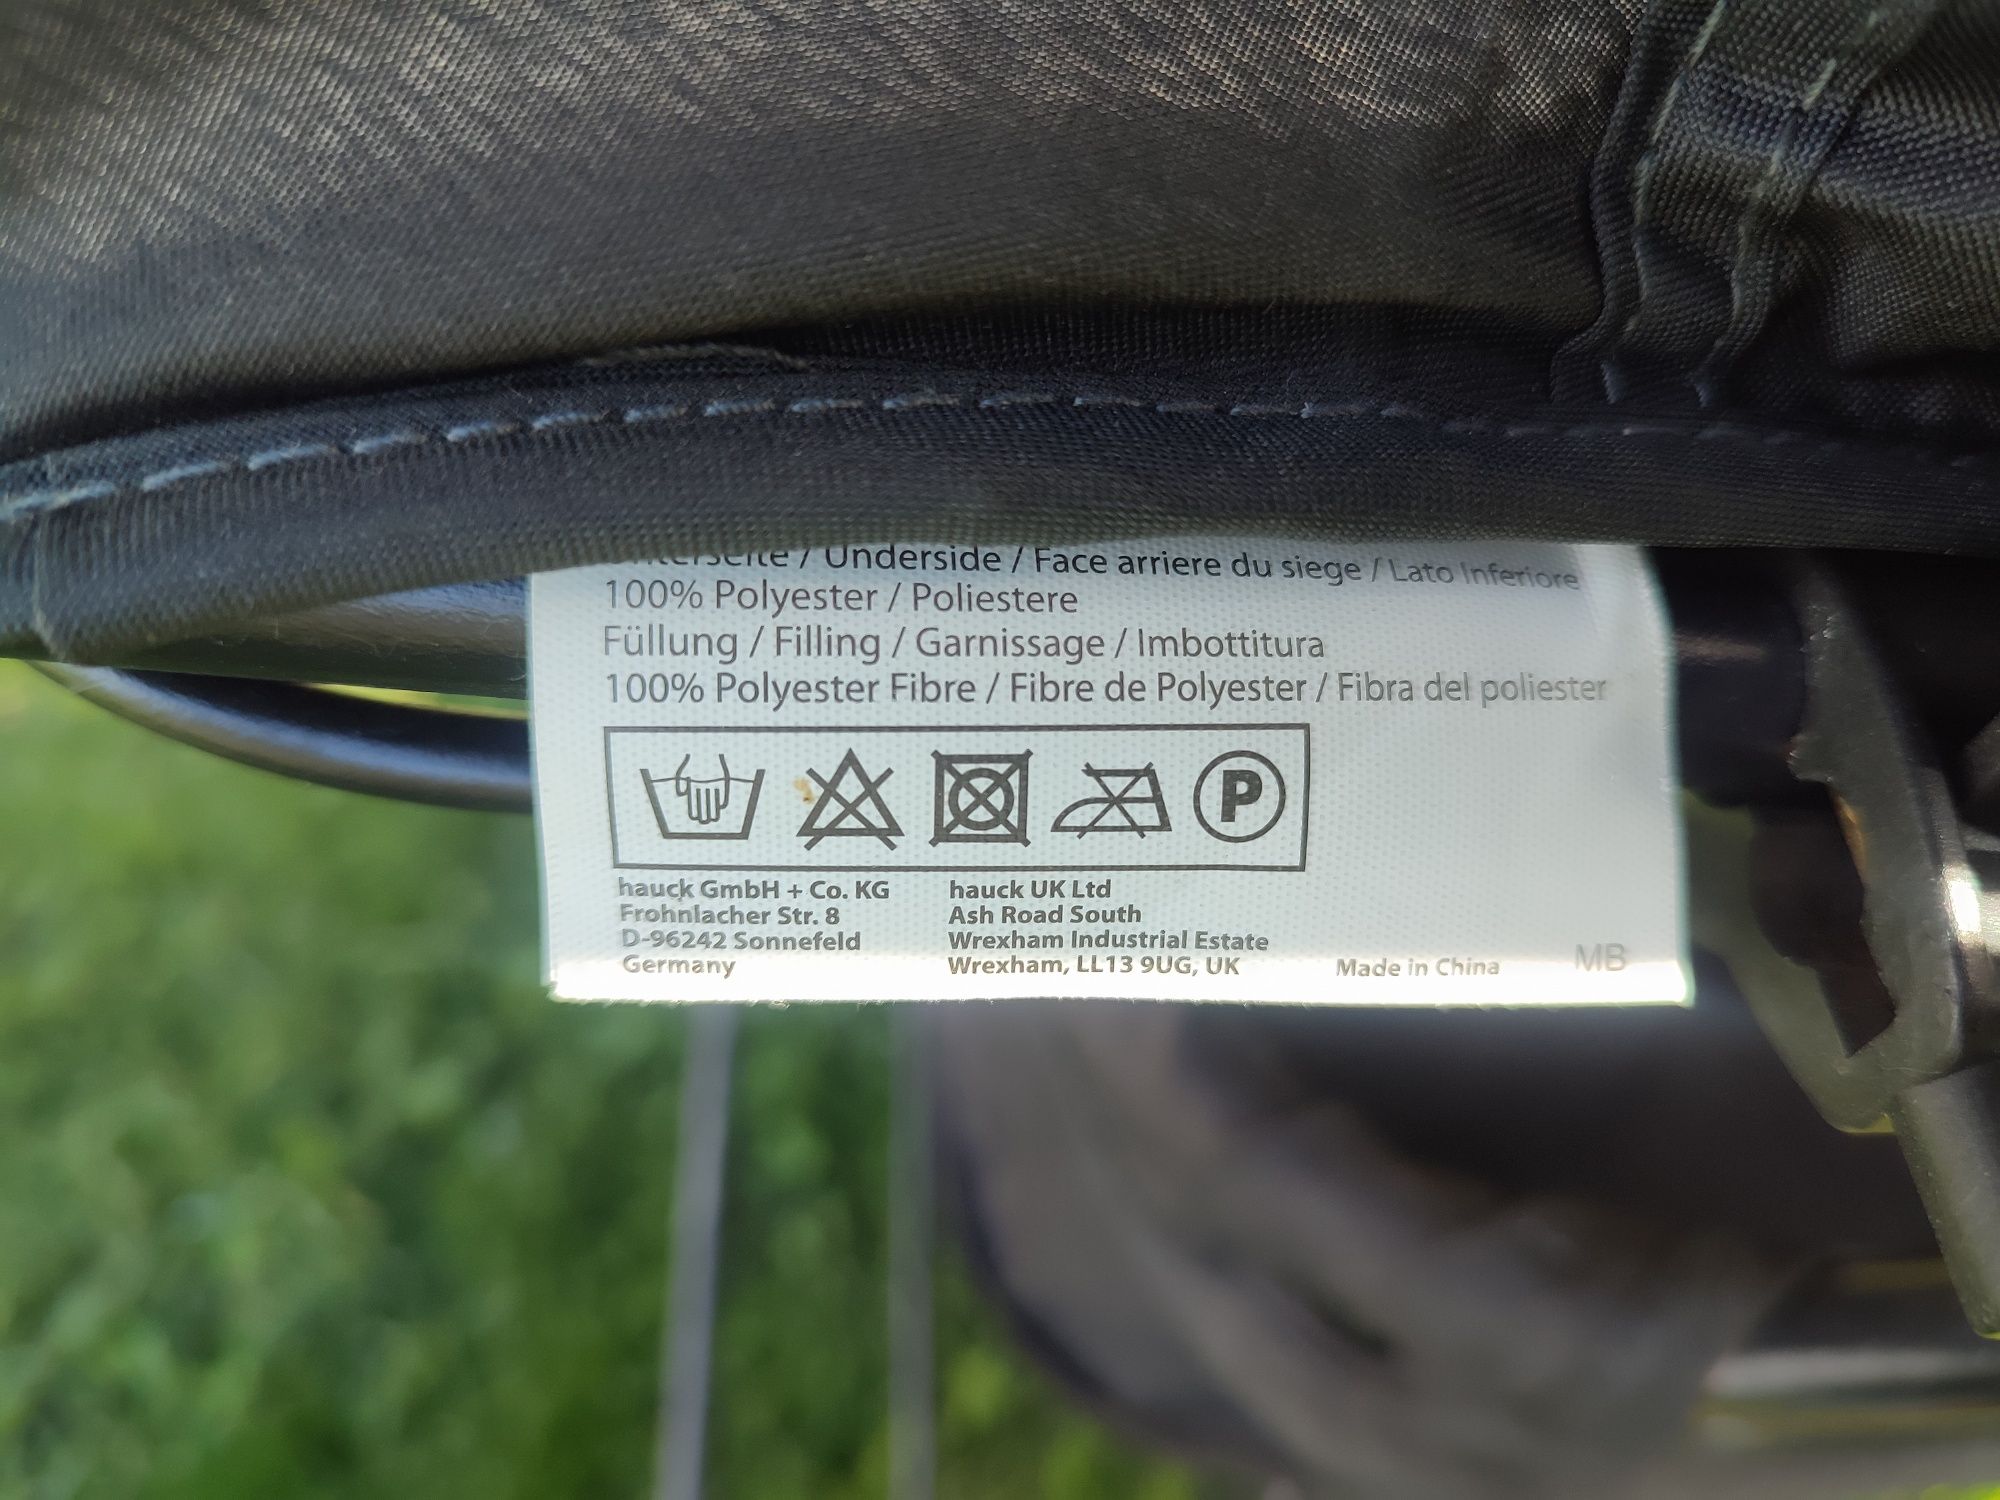 Unterseite / Underside / Face arriere du siege / Lato Inferiore
100% Polyester / Poliestere
Füllung / Filling / Garnissage / Imbottitura
100% Polyester Fibre / Fibre de Polyester / Fibra del poliester
P
hauck GmbH + Co. KG
Frohnlacher Str. 8
D-96242 Sonnefeld
Germany
hauck UK Ltd
Ash Road South
Wrexham Industrial Estate
Wrexham, LL13 9UG, UK
Made in China
MB